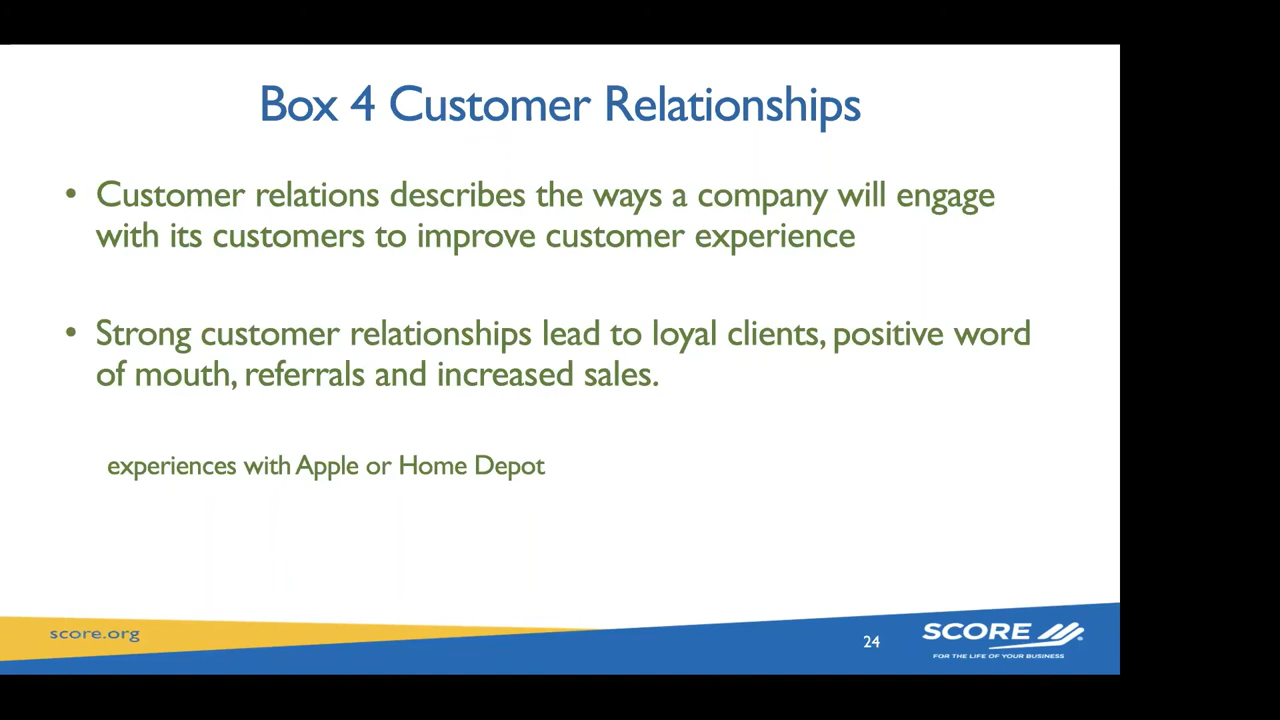 Box 4 Customer Relationships
• Customer relations describes the ways a company will engage
with its customers to improve customer experience
• Strong customer relationships lead to loyal clients, positive word
of mouth, referrals and increased sales.
experiences with Apple or Home Depot
score.org
24
SCORE
FOR THE LIFE OF YOUR BUSINESS